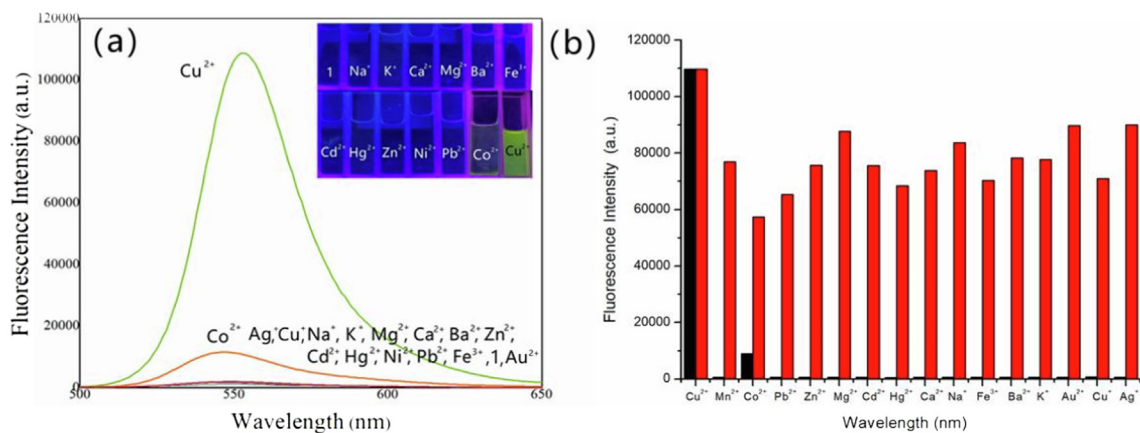 (a)
Fluorescence Intensity (a.u.)
120000
100000
80000
60000
40000
20000
0
Cu²⁺
1 Na⁺ K⁺ Ca²⁺ Mg²⁺ Ba²⁺ Fe³⁺
Cd²⁺ Hg²⁺ Zn²⁺ Ni²⁺ Pb²⁺ Co²⁺ Cu²⁺
Co²⁺ Ag⁺,Cu⁺,Na⁺, K⁺, Mg²⁺, Ca²⁺, Ba²⁺, Zn²⁺,
Cd²⁺, Hg²⁺, Ni²⁺, Pb²⁺, Fe³⁺,1,Au²⁺
500 550 600 650
Wavelength (nm)
(b)
Fluorescence Intensity (a.u.)
120000
100000
80000
60000
40000
20000
0
Cu²⁺ Mn²⁺ Co²⁺ Pb²⁺ Zn²⁺ Mg²⁺ Cd²⁺ Hg²⁺ Ca²⁺ Na⁺ Fe³⁺ Ba²⁺ K⁺ Au²⁺ Cu⁺ Ag⁺
Wavelength (nm)